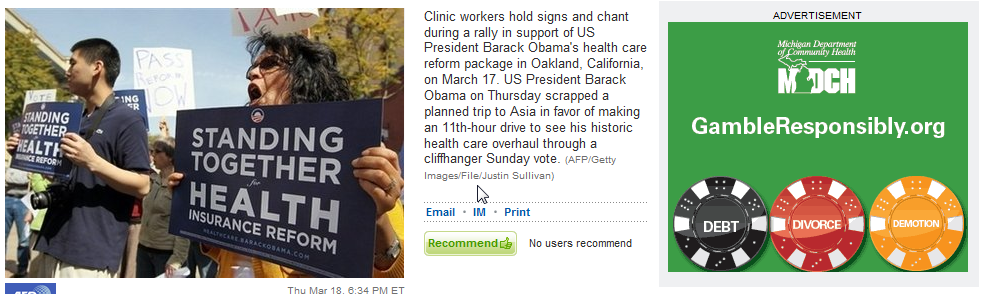 I A
PASS
REFORM
NOW
VOTE
STANDING
TOGETHER
for
HEALTH
INSURANCE REFORM
ING
ER
STANDING
TOGETHER
for
HEALTH
INSURANCE REFORM
HEALTHCARE.BARACKOBAMA.COM
AFP
Thu Mar 18, 6:34 PM ET
Clinic workers hold signs and chant
during a rally in support of US
President Barack Obama's health care
reform package in Oakland, California,
on March 17. US President Barack
Obama on Thursday scrapped a
planned trip to Asia in favor of making
an 11th-hour drive to see his historic
health care overhaul through a
cliffhanger Sunday vote. (AFP/Getty
Images/File/Justin Sullivan)
Email • IM • Print
Recommend No users recommend
ADVERTISEMENT
Michigan Department
of Community Health
MDCH
GambleResponsibly.org
DEBT
DIVORCE
DEMOTION